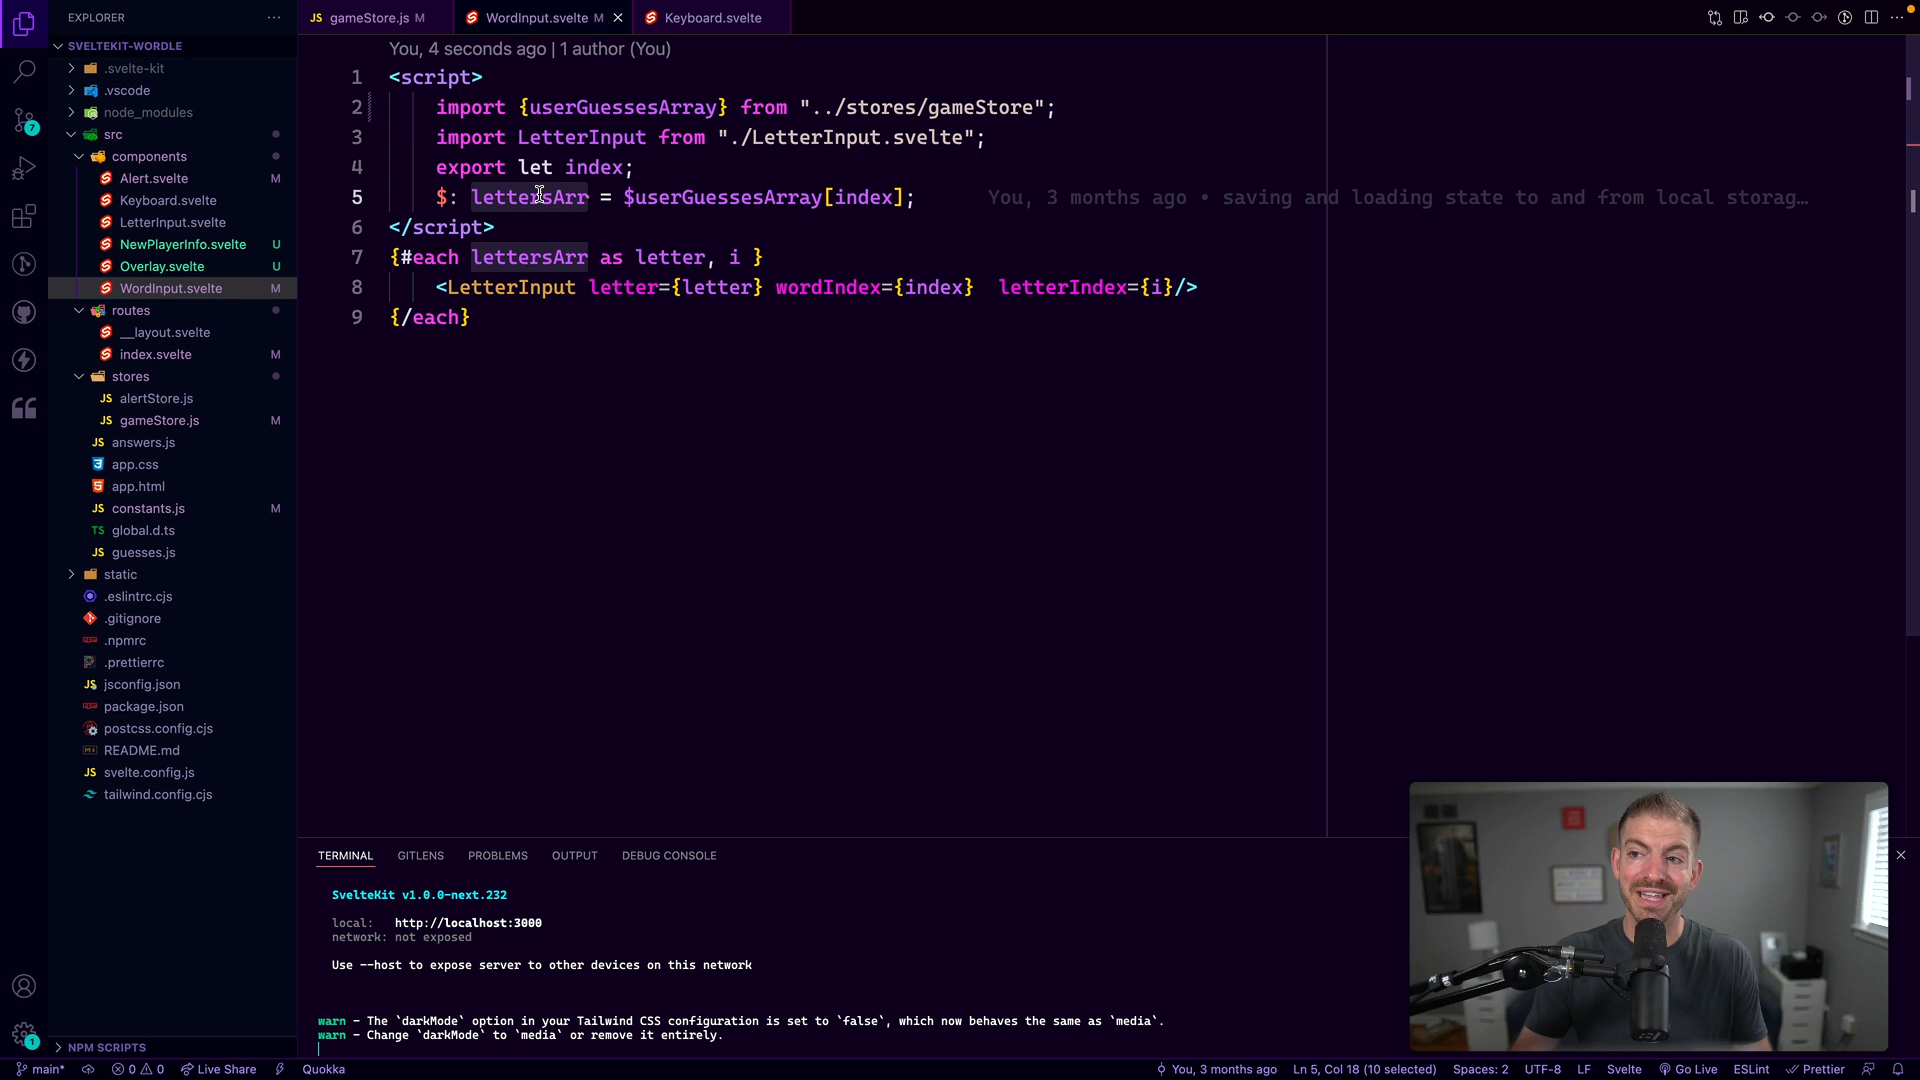 EXPLORER
gameStore.js M
WordInput.svelte M
Keyboard.svelte
SVELTEKIT-WORDLE
.svelte-kit
.vscode
node_modules
src
components
Alert.svelte M
Keyboard.svelte
LetterInput.svelte
NewPlayerInfo.svelte U
Overlay.svelte U
WordInput.svelte M
routes
__layout.svelte
index.svelte M
stores
JS alertStore.js
JS gameStore.js M
JS answers.js
app.css
app.html
JS constants.js M
TS global.d.ts
JS guesses.js
static
.eslintrc.cjs
.gitignore
.npmrc
.prettierrc
JS jsconfig.json
package.json
postcss.config.cjs
README.md
JS svelte.config.js
tailwind.config.cjs
NPM SCRIPTS
7
1
You, 4 seconds ago | 1 author (You)
1 <script>
2 import {userGuessesArray} from "../stores/gameStore";
3 import LetterInput from "./LetterInput.svelte";
4 export let index;
5 $: lettersArr = $userGuessesArray[index]; You, 3 months ago • saving and loading state to and from local storag…
6 </script>
7 {#each lettersArr as letter, i }
8 <LetterInput letter={letter} wordIndex={index} letterIndex={i}/>
9 {/each}
TERMINAL GITLENS PROBLEMS OUTPUT DEBUG CONSOLE
SvelteKit v1.0.0-next.232
local: http://localhost:3000
network: not exposed
Use --host to expose server to other devices on this network
warn - The `darkMode` option in your Tailwind CSS configuration is set to `false`, which now behaves the same as `media`.
warn - Change `darkMode` to `media` or remove it entirely.
main* 0 0 Live Share Quokka You, 3 months ago Ln 5, Col 18 (10 selected) Spaces: 2 UTF-8 LF Svelte Go Live ESLint Prettier